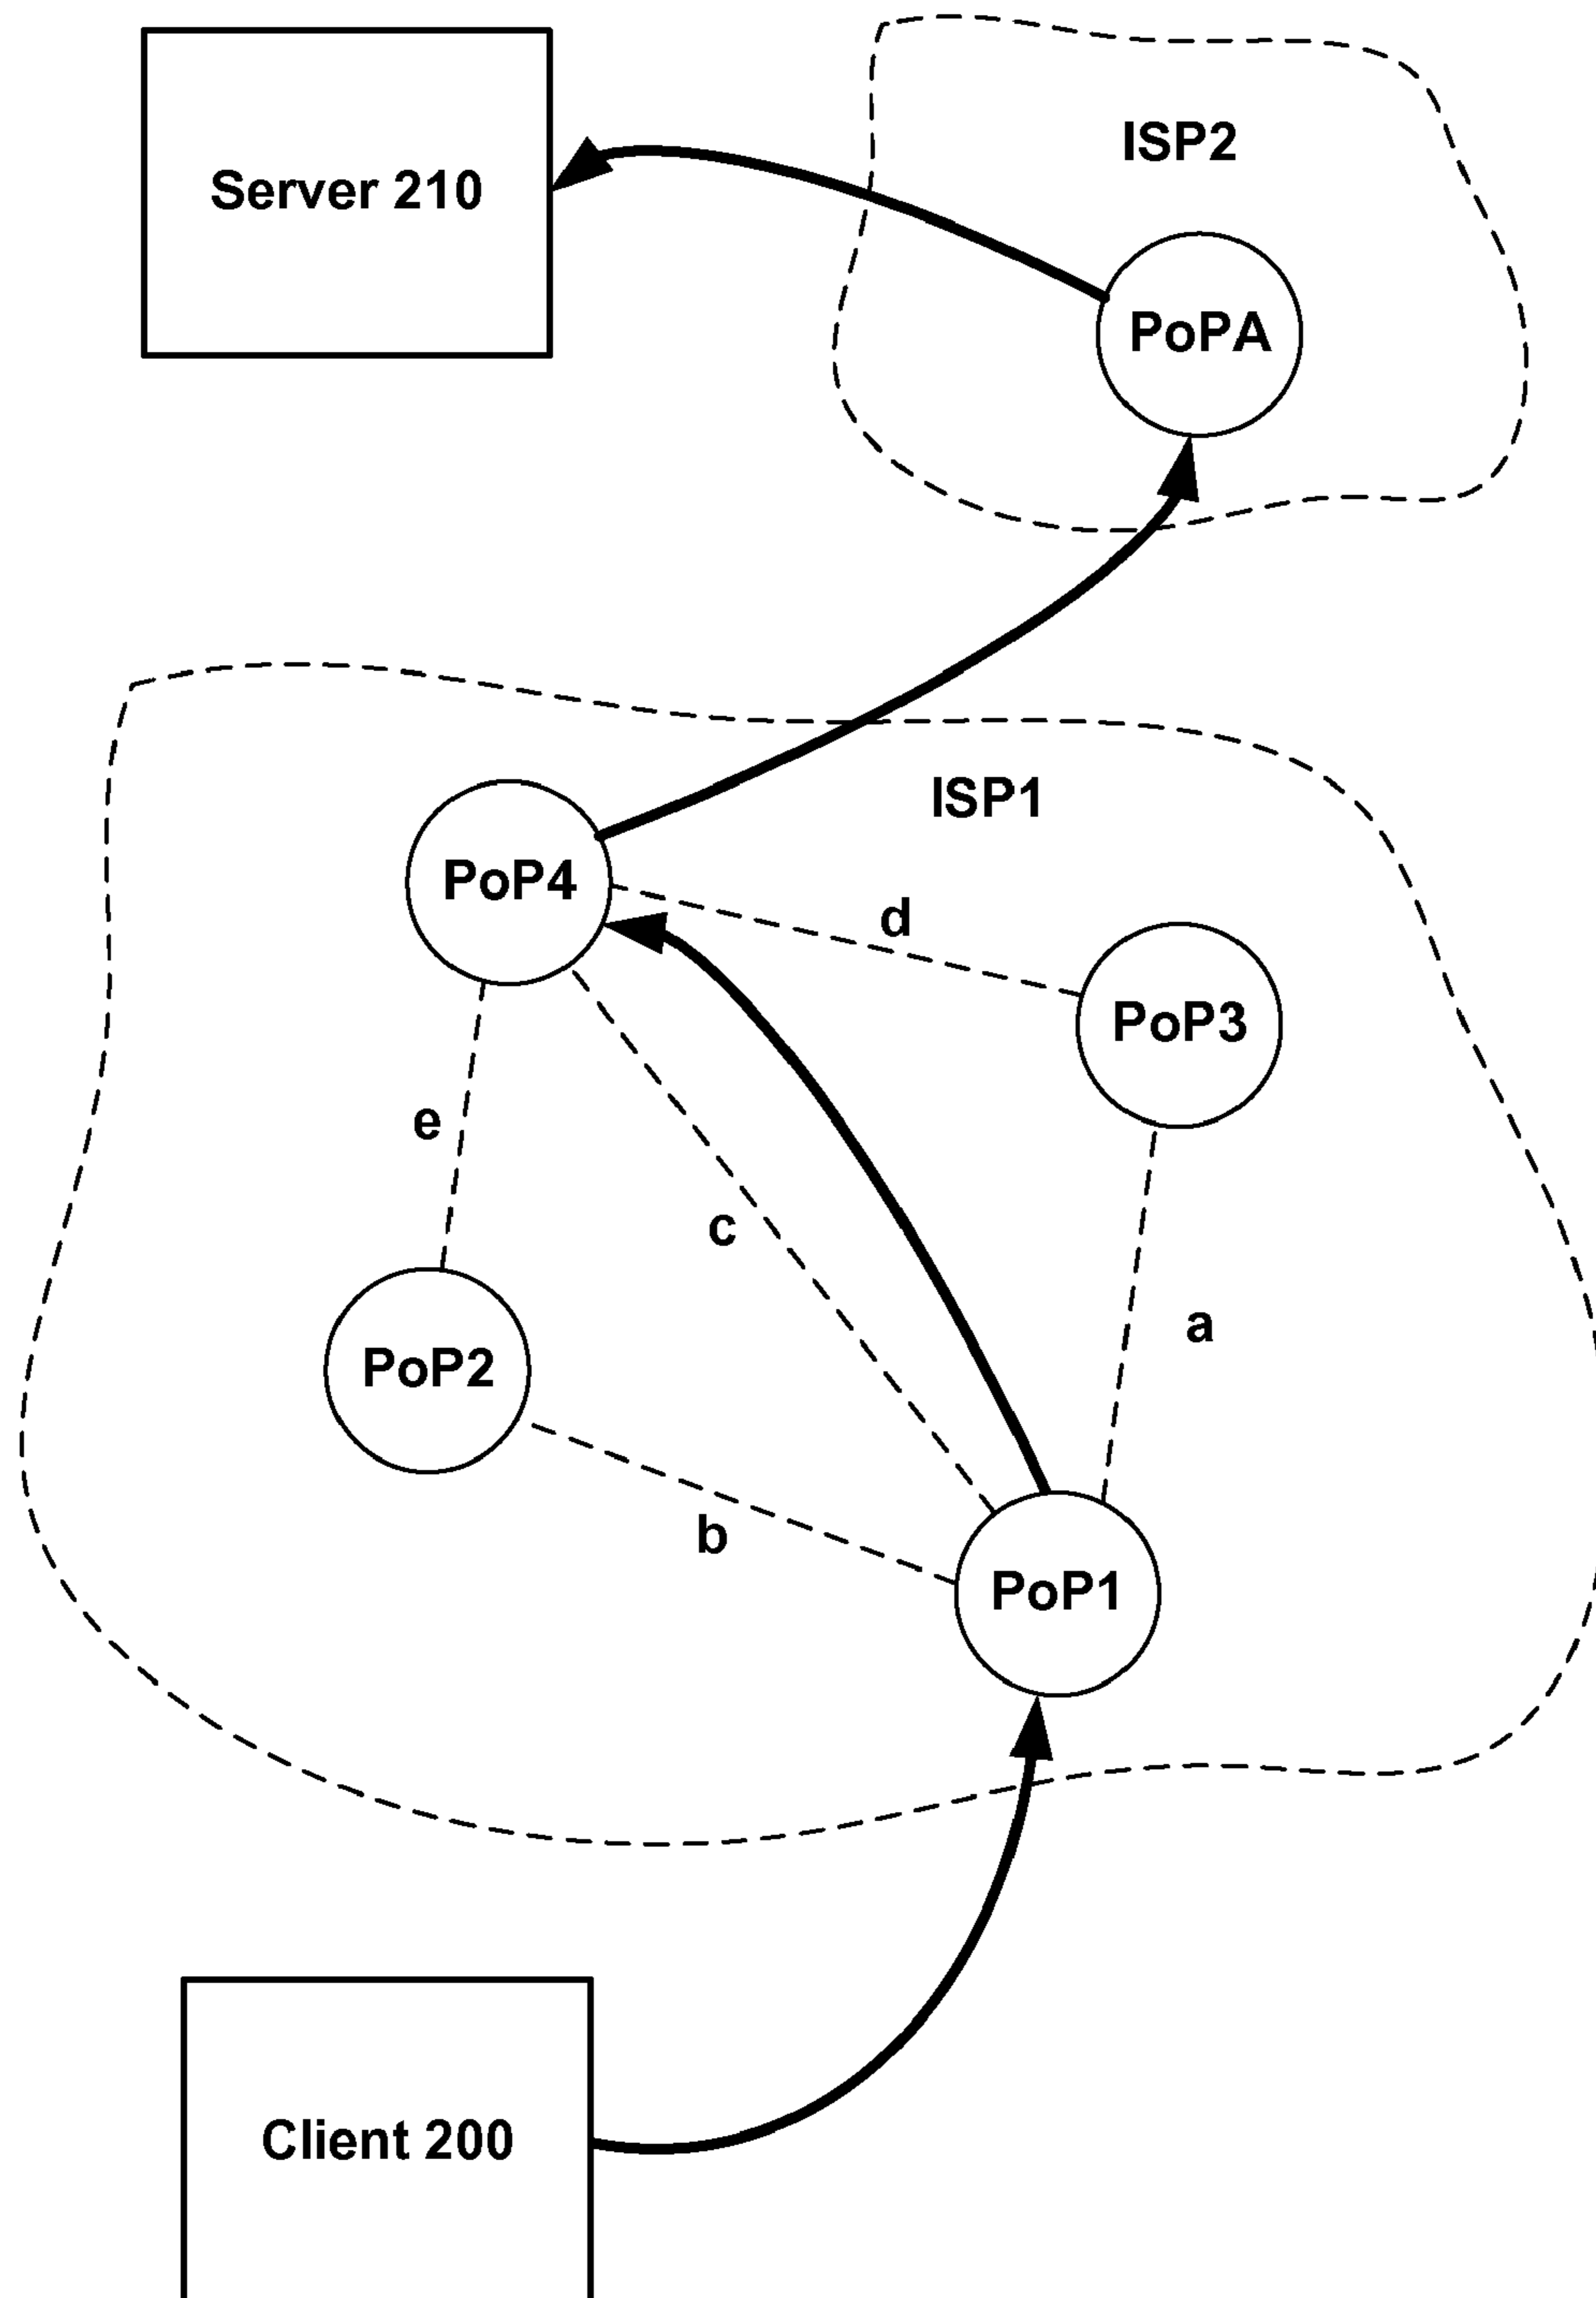 ISP2
Server 210
PoPA
ISP1
PoP4
d
PoP3
e
c
a
PoP2
b
PoP1
Client 200